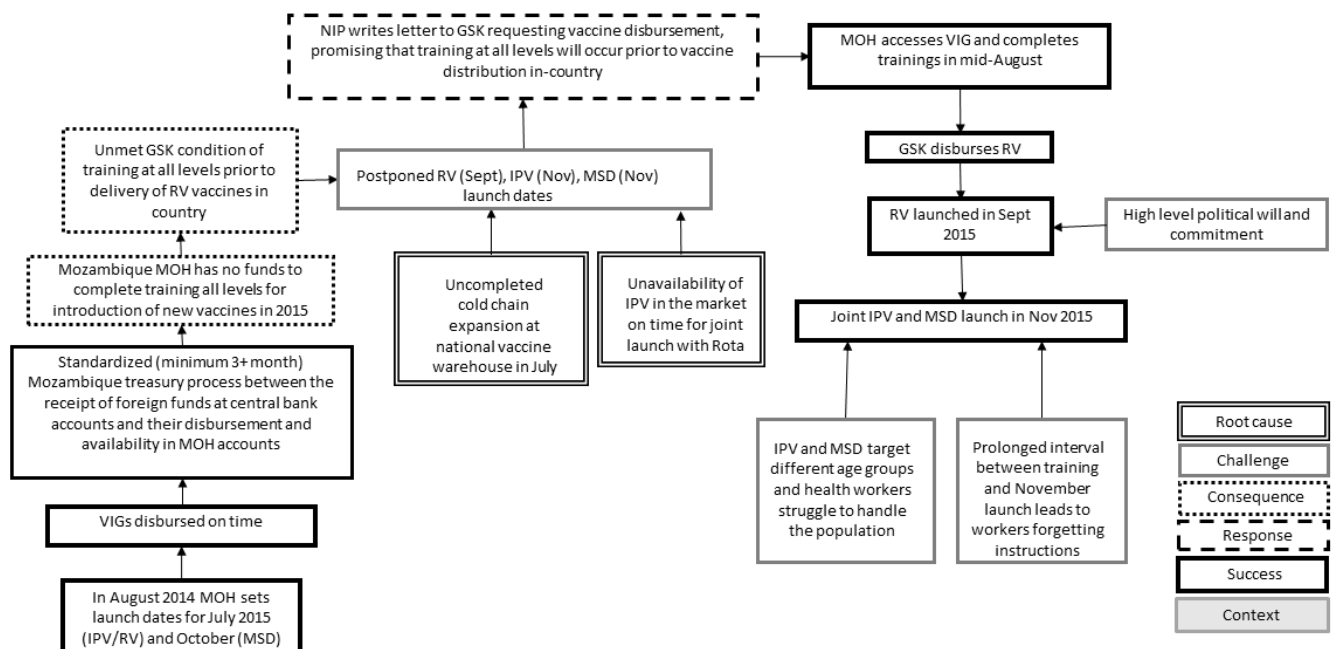 NIP writes letter to GSK requesting vaccine disbursement,
promising that training at all levels will occur prior to vaccine
distribution in-country
MOH accesses VIG and completes
trainings in mid-August
Unmet GSK condition of
training at all levels prior to
delivery of RV vaccines in
country
Postponed RV (Sept), IPV (Nov), MSD (Nov)
launch dates
GSK disburses RV
RV launched in Sept
2015
High level political will and
commitment
Mozambique MOH has no funds to
complete training all levels for
introduction of new vaccines in 2015
Uncompleted
cold chain
expansion at
national vaccine
warehouse in July
Unavailability of
IPV in the market
on time for joint
launch with Rota
Joint IPV and MSD launch in Nov 2015
Standardized (minimum 3+ month)
Mozambique treasury process between the
receipt of foreign funds at central bank
accounts and their disbursement and
availability in MOH accounts
IPV and MSD target
different age groups
and health workers
struggle to handle
the population
Prolonged interval
between training
and November
launch leads to
workers forgetting
instructions
VIGs disbursed on time
In August 2014 MOH sets
launch dates for July 2015
(IPV/RV) and October (MSD)
Root cause
Challenge
Consequence
Response
Success
Context